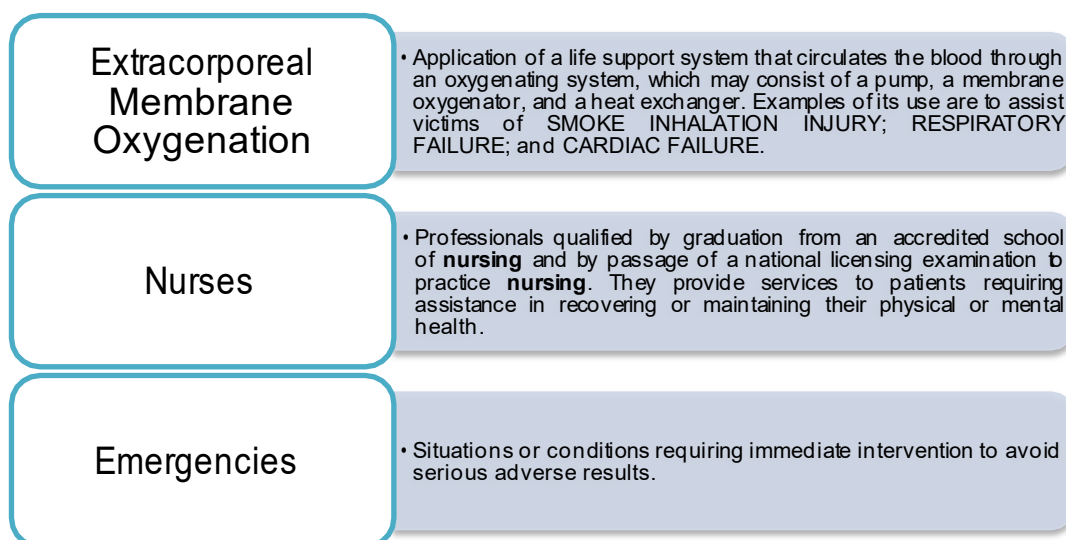 Extracorporeal
Membrane
Oxygenation
• Application of a life support system that circulates the blood through
an oxygenating system, which may consist of a pump, a membrane
oxygenator, and a heat exchanger. Examples of its use are to assist
victims of SMOKE INHALATION INJURY; RESPIRATORY
FAILURE; and CARDIAC FAILURE.
Nurses
• Professionals qualified by graduation from an accredited school
of nursing and by passage of a national licensing examination to
practice nursing. They provide services to patients requiring
assistance in recovering or maintaining their physical or mental
health.
Emergencies
• Situations or conditions requiring immediate intervention to avoid
serious adverse results.